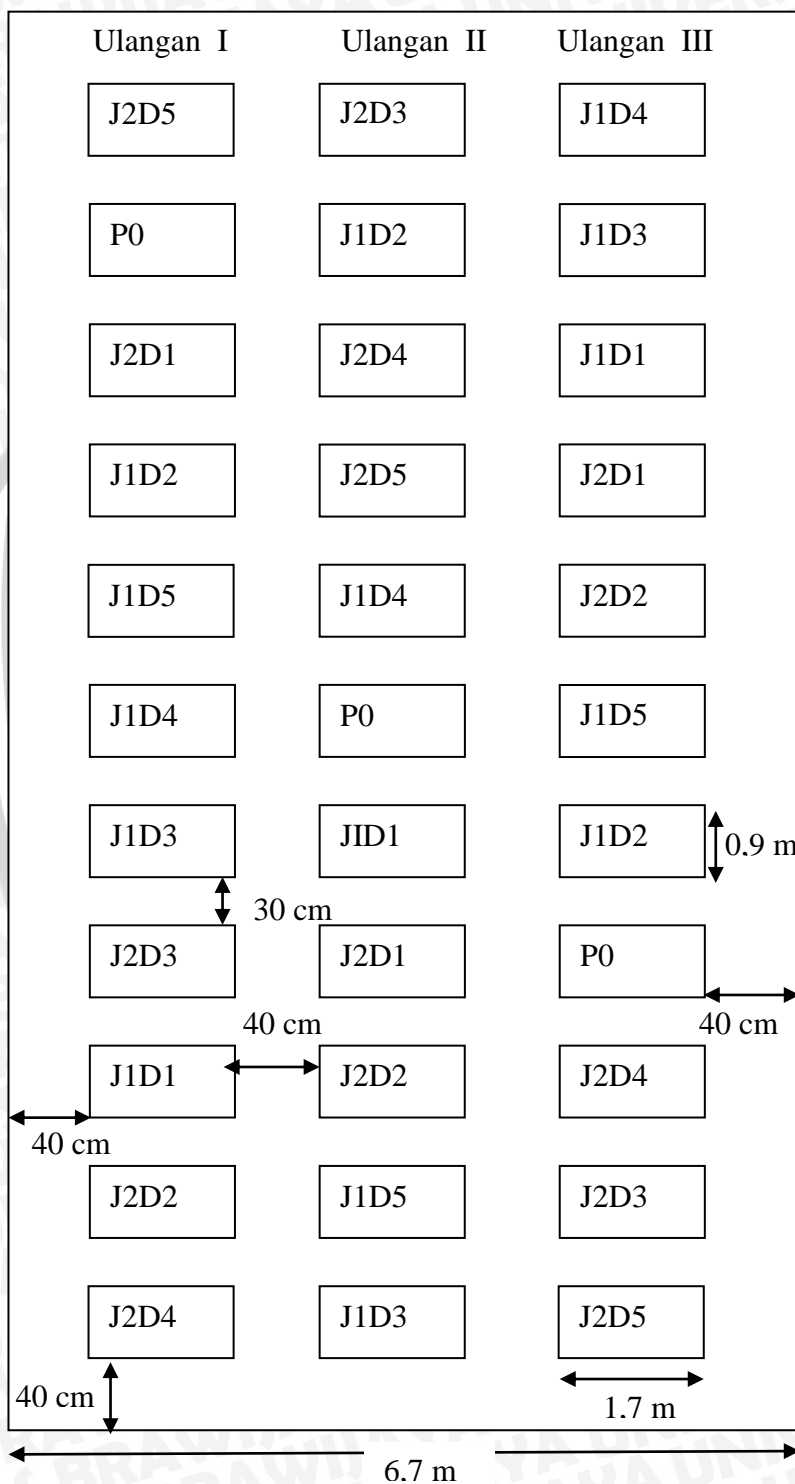 Ulangan I Ulangan II Ulangan III
J2D5 J2D3 J1D4
P0 J1D2 J1D3
J2D1 J2D4 J1D1
J1D2 J2D5 J2D1
J1D5 J1D4 J2D2
J1D4 P0 J1D5
J1D3 JID1 J1D2
0,9 m
30 cm
J2D3 J2D1 P0
40 cm 40 cm
J1D1 J2D2 J2D4
40 cm
J2D2 J1D5 J2D3
J2D4 J1D3 J2D5
40 cm 1,7 m
6,7 m